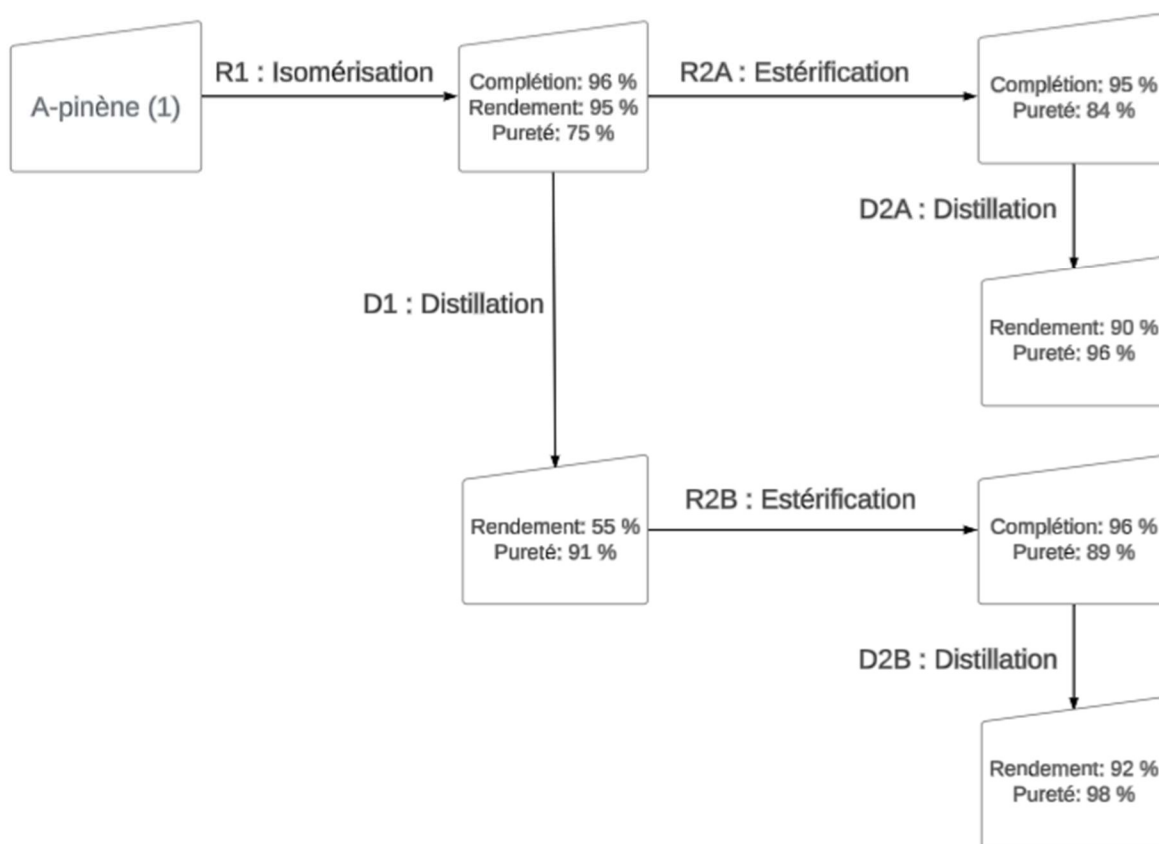 A-pinène (1)
R1 : Isomérisation
Complétion: 96 %
Rendement: 95 %
Pureté: 75 %
R2A : Estérification
Complétion: 95 %
Pureté: 84 %
D2A : Distillation
Rendement: 90 %
Pureté: 96 %
D1 : Distillation
Rendement: 55 %
Pureté: 91 %
R2B : Estérification
Complétion: 96 %
Pureté: 89 %
D2B : Distillation
Rendement: 92 %
Pureté: 98 %